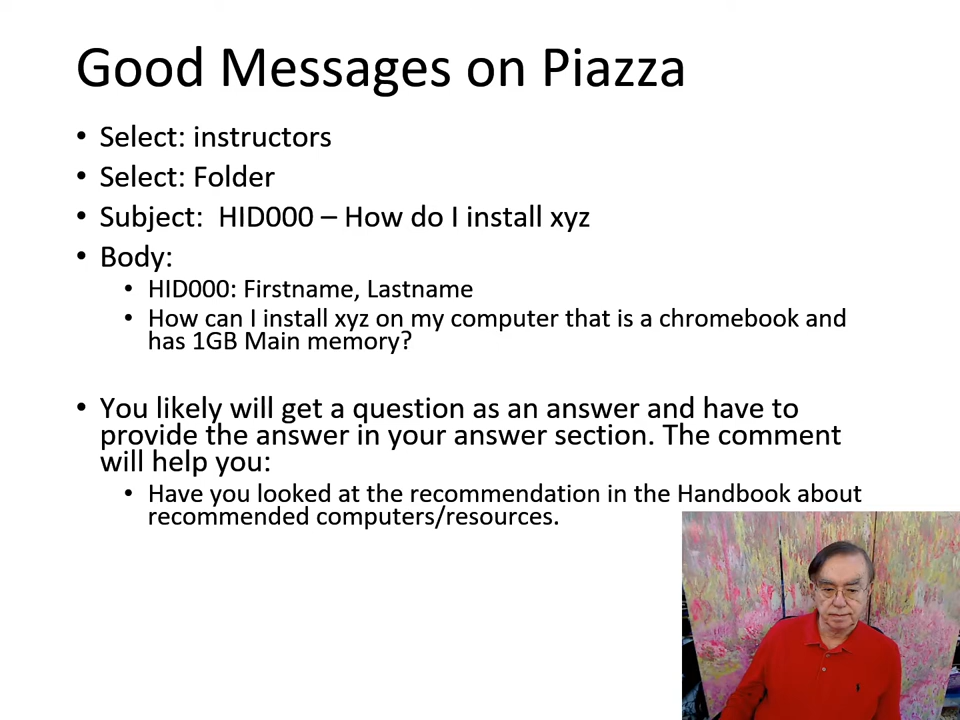 Good Messages on Piazza
• Select: instructors
• Select: Folder
• Subject:  HID000 – How do I install xyz
• Body:
• HID000: Firstname, Lastname
• How can I install xyz on my computer that is a chromebook and
has 1GB Main memory?
• You likely will get a question as an answer and have to
provide the answer in your answer section. The comment
will help you:
• Have you looked at the recommendation in the Handbook about
recommended computers/resources.